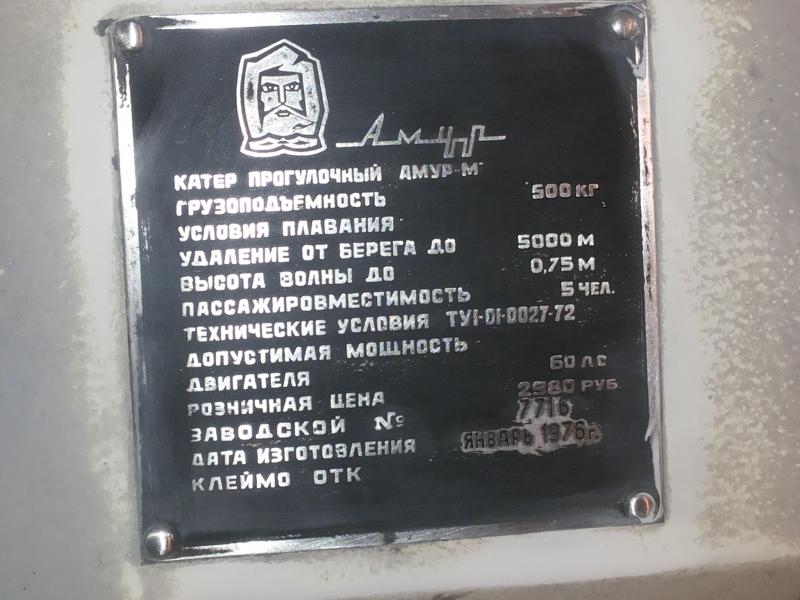 Амур
КАТЕР ПРОГУЛОЧНЫЙ АМУР-М
ГРУЗОПОДЪЕМНОСТЬ 500 КГ
УСЛОВИЯ ПЛАВАНИЯ
УДАЛЕНИЕ ОТ БЕРЕГА ДО 5000 М
ВЫСОТА ВОЛНЫ ДО 0,75 М
ПАССАЖИРОВМЕСТИМОСТЬ 5 ЧЕЛ.
ТЕХНИЧЕСКИЕ УСЛОВИЯ ТУ1-01-0027-72
ДОПУСТИМАЯ МОЩНОСТЬ
ДВИГАТЕЛЯ 60 ЛС
РОЗНИЧНАЯ ЦЕНА 2980 РУБ.
ЗАВОДСКОЙ № 7716
ДАТА ИЗГОТОВЛЕНИЯ ЯНВАРЬ 1976г.
КЛЕЙМО ОТК